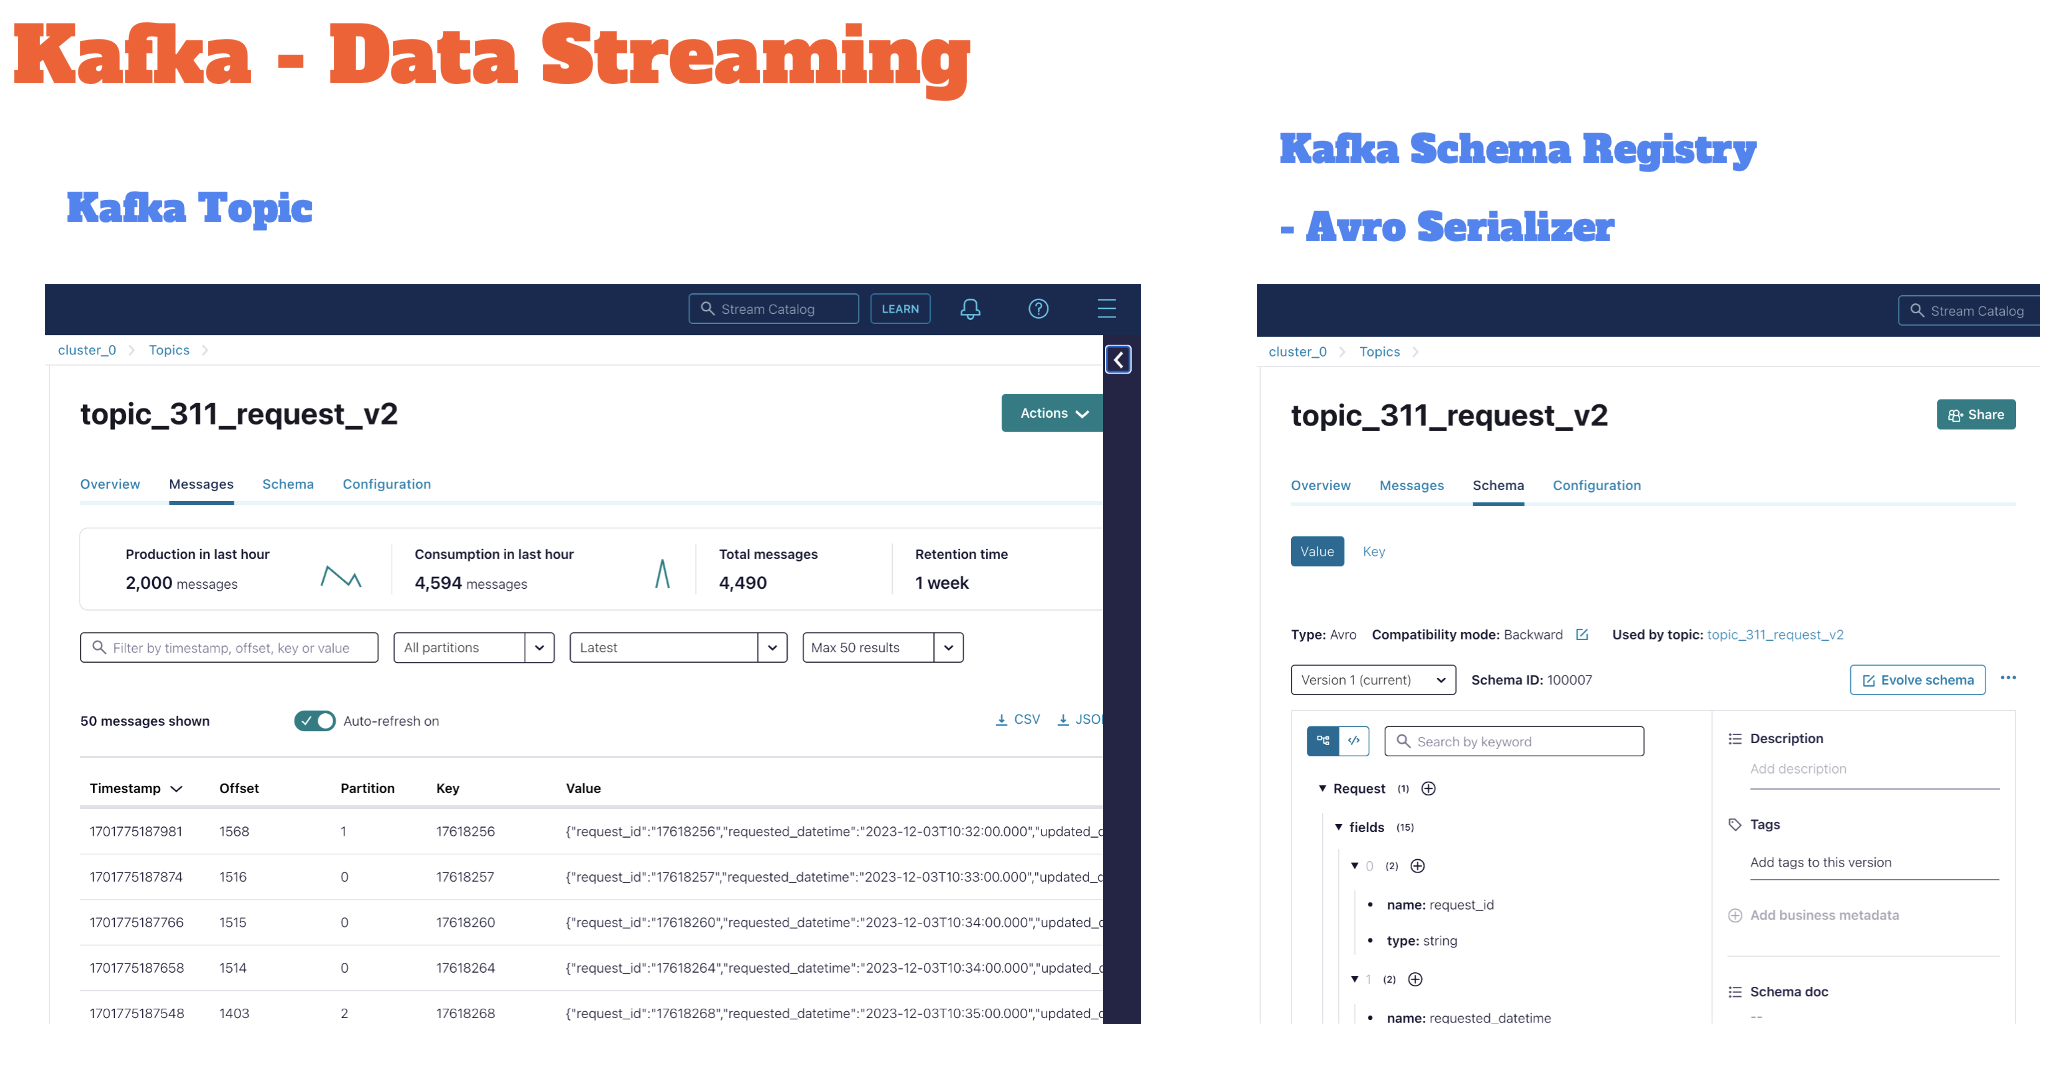 Kafka - Data Streaming
Kafka Topic
Stream Catalog
LEARN
cluster_0 > Topics >
topic_311_request_v2
Actions
Overview Messages Schema Configuration
Production in last hour
2,000 messages
Consumption in last hour
4,594 messages
Total messages
4,490
Retention time
1 week
Filter by timestamp, offset, key or value
All partitions
Latest
Max 50 results
50 messages shown
Auto-refresh on
CSV
JSO
Timestamp Offset Partition Key Value
1701775187981 1568 1 17618256 {"request_id":"17618256","requested_datetime":"2023-12-03T10:32:00.000","updated_
1701775187874 1516 0 17618257 {"request_id":"17618257","requested_datetime":"2023-12-03T10:33:00.000","updated_
1701775187766 1515 0 17618260 {"request_id":"17618260","requested_datetime":"2023-12-03T10:34:00.000","updated_
1701775187658 1514 0 17618264 {"request_id":"17618264","requested_datetime":"2023-12-03T10:34:00.000","updated_
1701775187548 1403 2 17618268 {"request_id":"17618268","requested_datetime":"2023-12-03T10:35:00.000","updated_
Kafka Schema Registry
- Avro Serializer
Stream Catalog
cluster_0 > Topics >
topic_311_request_v2
Share
Overview Messages Schema Configuration
Value Key
Type: Avro Compatibility mode: Backward Used by topic: topic_311_request_v2
Version 1 (current)
Schema ID: 100007
Evolve schema
Search by keyword
Request (1)
fields (15)
0 (2)
name: request_id
type: string
1 (2)
name: requested_datetime
Description
Add description
Tags
Add tags to this version
Add business metadata
Schema doc
--